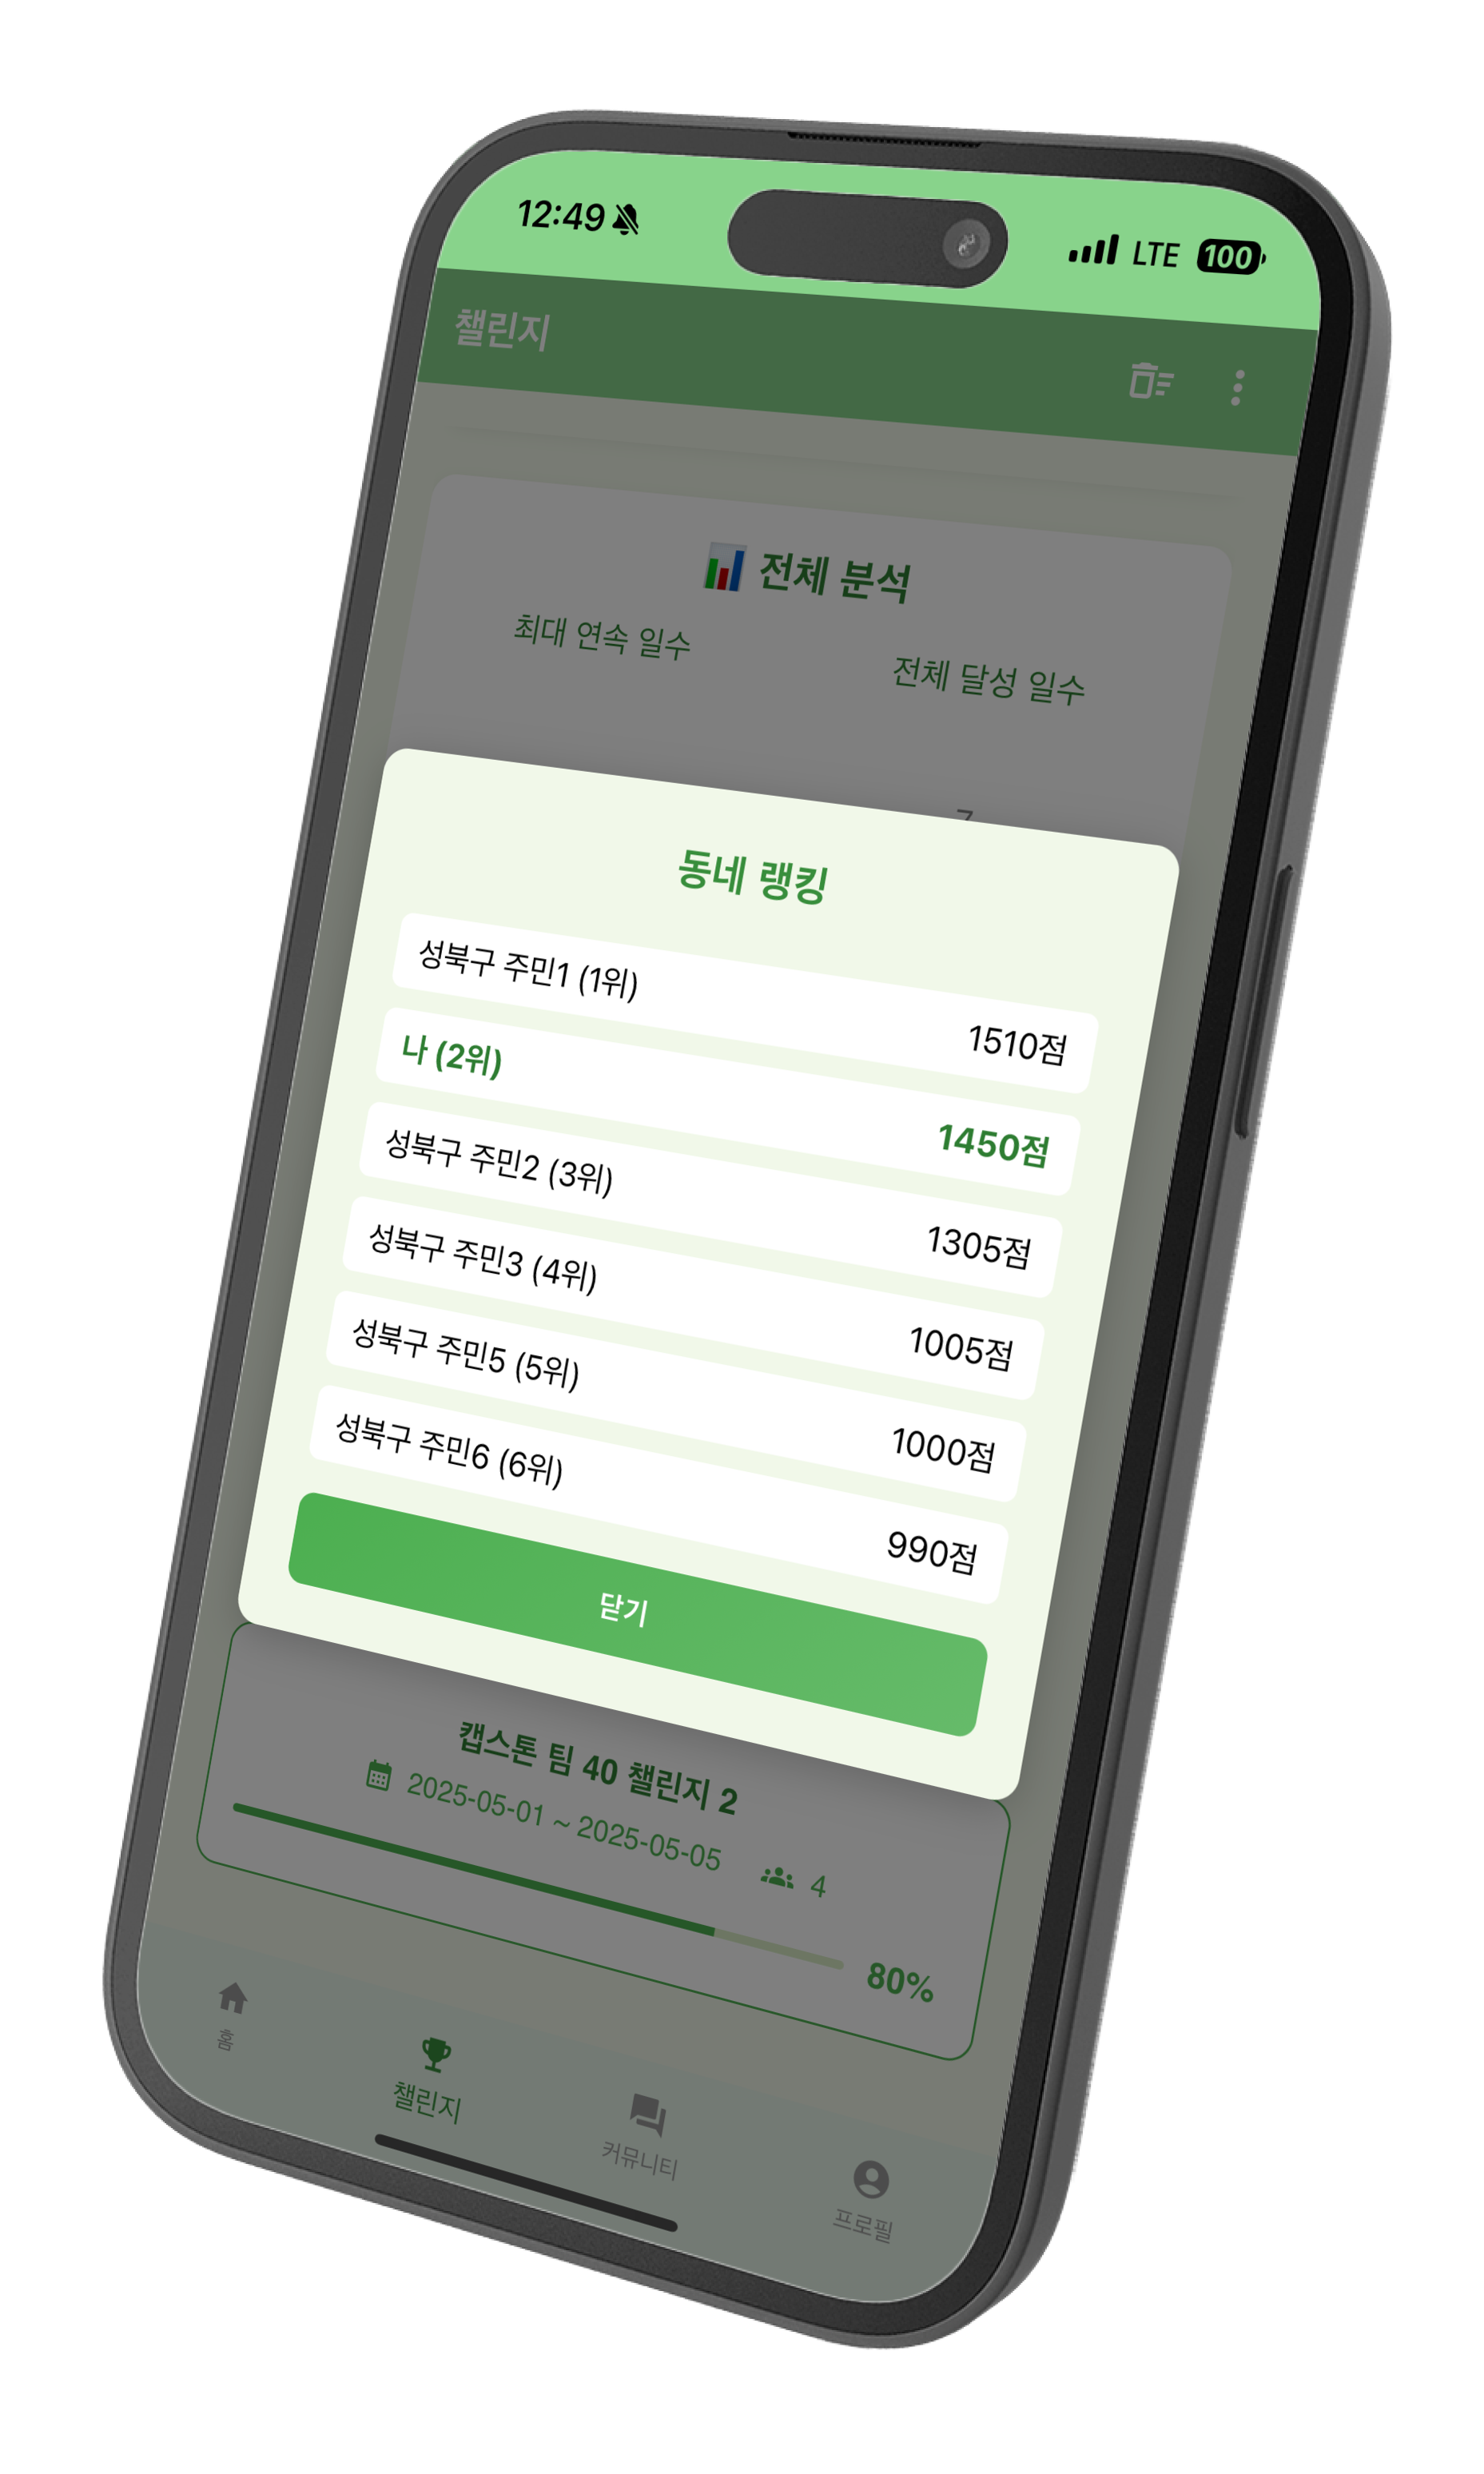 12:49
LTE 100
챌린지
전체 분석
최대 연속 일수
전체 달성 일수
동네 랭킹
성북구 주민1 (1위)
1510점
나 (2위)
1450점
성북구 주민2 (3위)
1305점
성북구 주민3 (4위)
1005점
성북구 주민5 (5위)
1000점
성북구 주민6 (6위)
990점
닫기
캡스톤 팀 40 챌린지 2
2025-05-01 ~ 2025-05-05 4
80%
홈
챌린지
커뮤니티
프로필